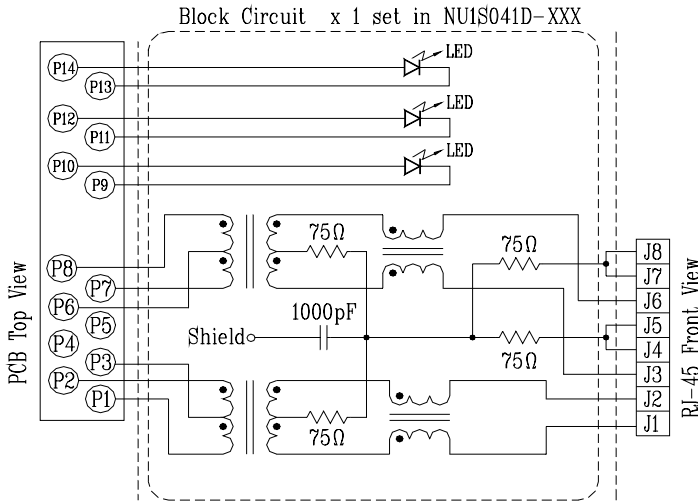 Block Circuit x 1 set in NU1S041D-XXX
P14
LED
P13
P12
LED
P11
P10
LED
P9
75Ω
75Ω
P8
P7
P6
P5
P4
P3
P2
P1
PCB Top View
1000pF
Shield
75Ω
75Ω
J8
J7
J6
J5
J4
J3
J2
J1
RJ-45 Front View